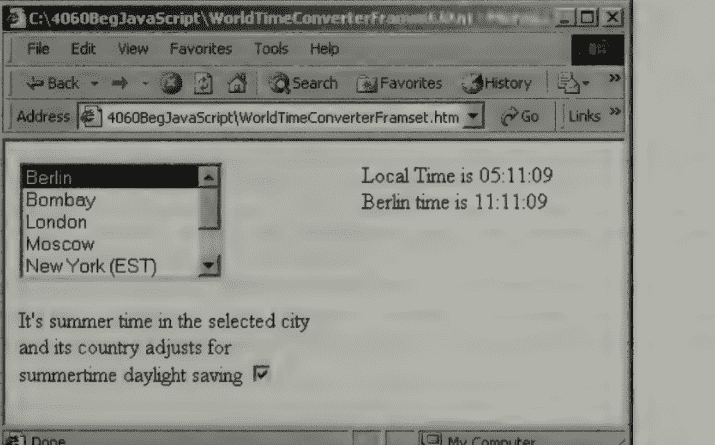 C:\4060BegJavaScript\WorldTimeConverterFramset.htm
File Edit View Favorites Tools Help
Back Search Favorites History »
Address 4060BegJavaScript\WorldTimeConverterFramset.htm Go Links »
Berlin
Bombay
London
Moscow
New York (EST)
Local Time is 05:11:09
Berlin time is 11:11:09
It's summer time in the selected city
and its country adjusts for
summertime daylight saving
Done My Computer